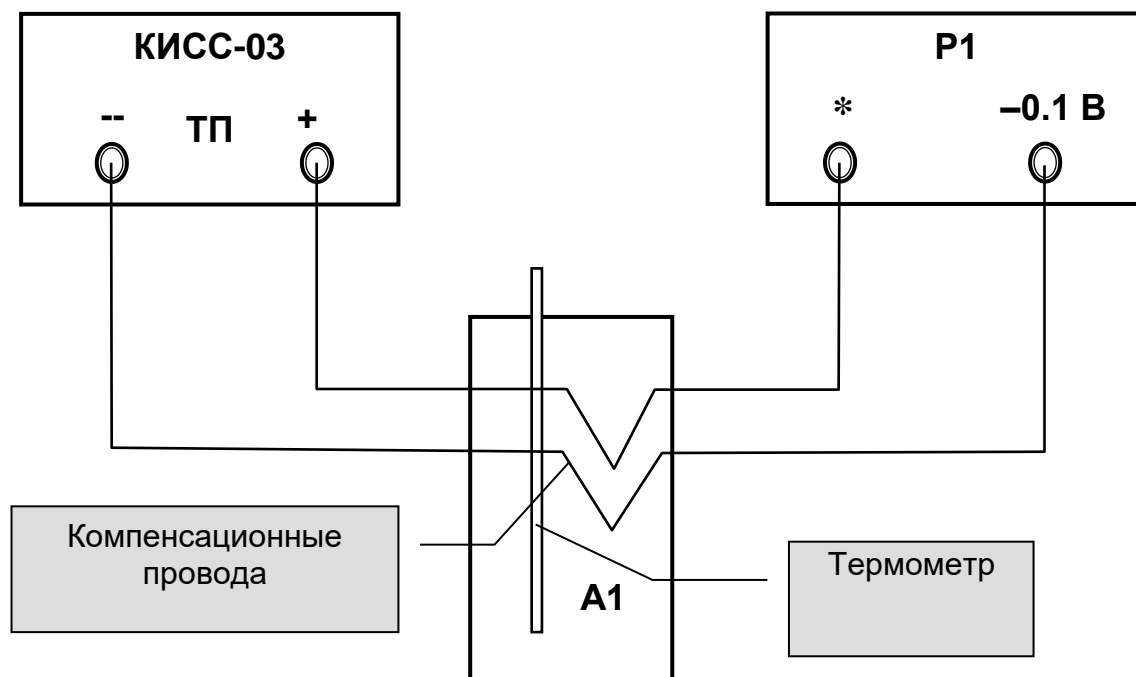 КИСС-03
-- ТП +
Р1
* –0.1 В
Компенсационные
провода
Термометр
А1